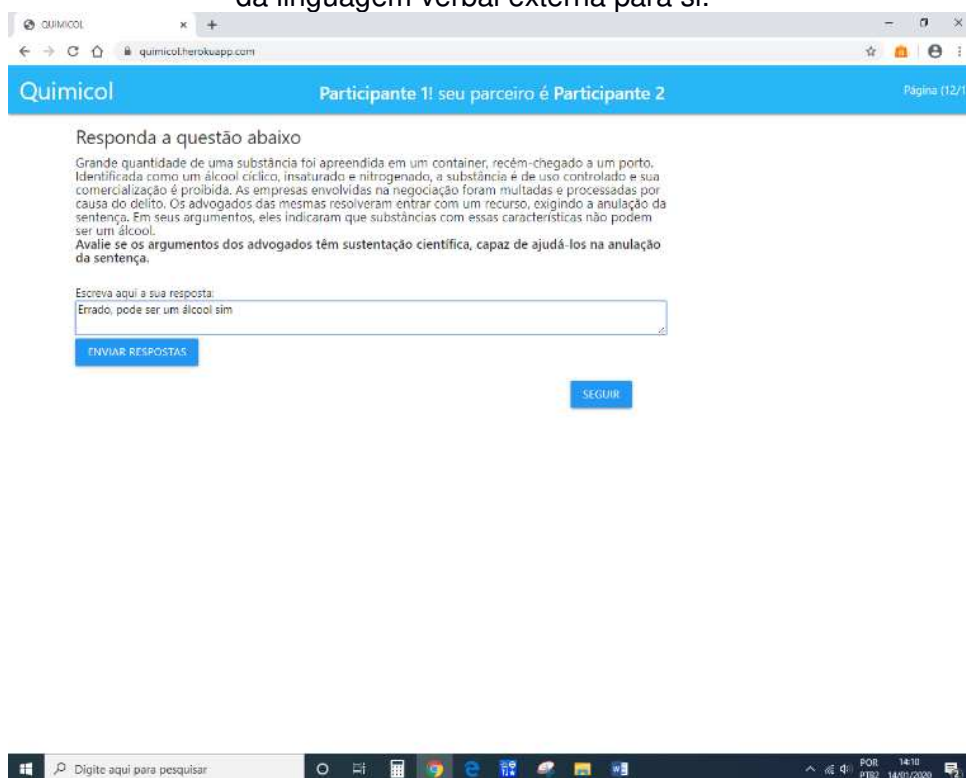 da linguagem verbal externa para si.
QUIMICOL
quimicol.herokuapp.com
Quimicol
Participante 1! seu parceiro é Participante 2
Página (12/1
Responda a questão abaixo
Grande quantidade de uma substância foi apreendida em um container, recém-chegado a um porto.
Identificada como um álcool cíclico, insaturado e nitrogenado, a substância é de uso controlado e sua
comercialização é proibida. As empresas envolvidas na negociação foram multadas e processadas por
causa do delito. Os advogados das mesmas resolveram entrar com um recurso, exigindo a anulação da
sentença. Em seus argumentos, eles indicaram que substâncias com essas características não podem
ser um álcool.
Avalie se os argumentos dos advogados têm sustentação científica, capaz de ajudá-los na anulação
da sentença.
Escreva aqui a sua resposta:
Errado, pode ser um álcool sim
ENVIAR RESPOSTAS
SEGUIR
Digite aqui para pesquisar
POR 14:10
PTB2 14/01/2020